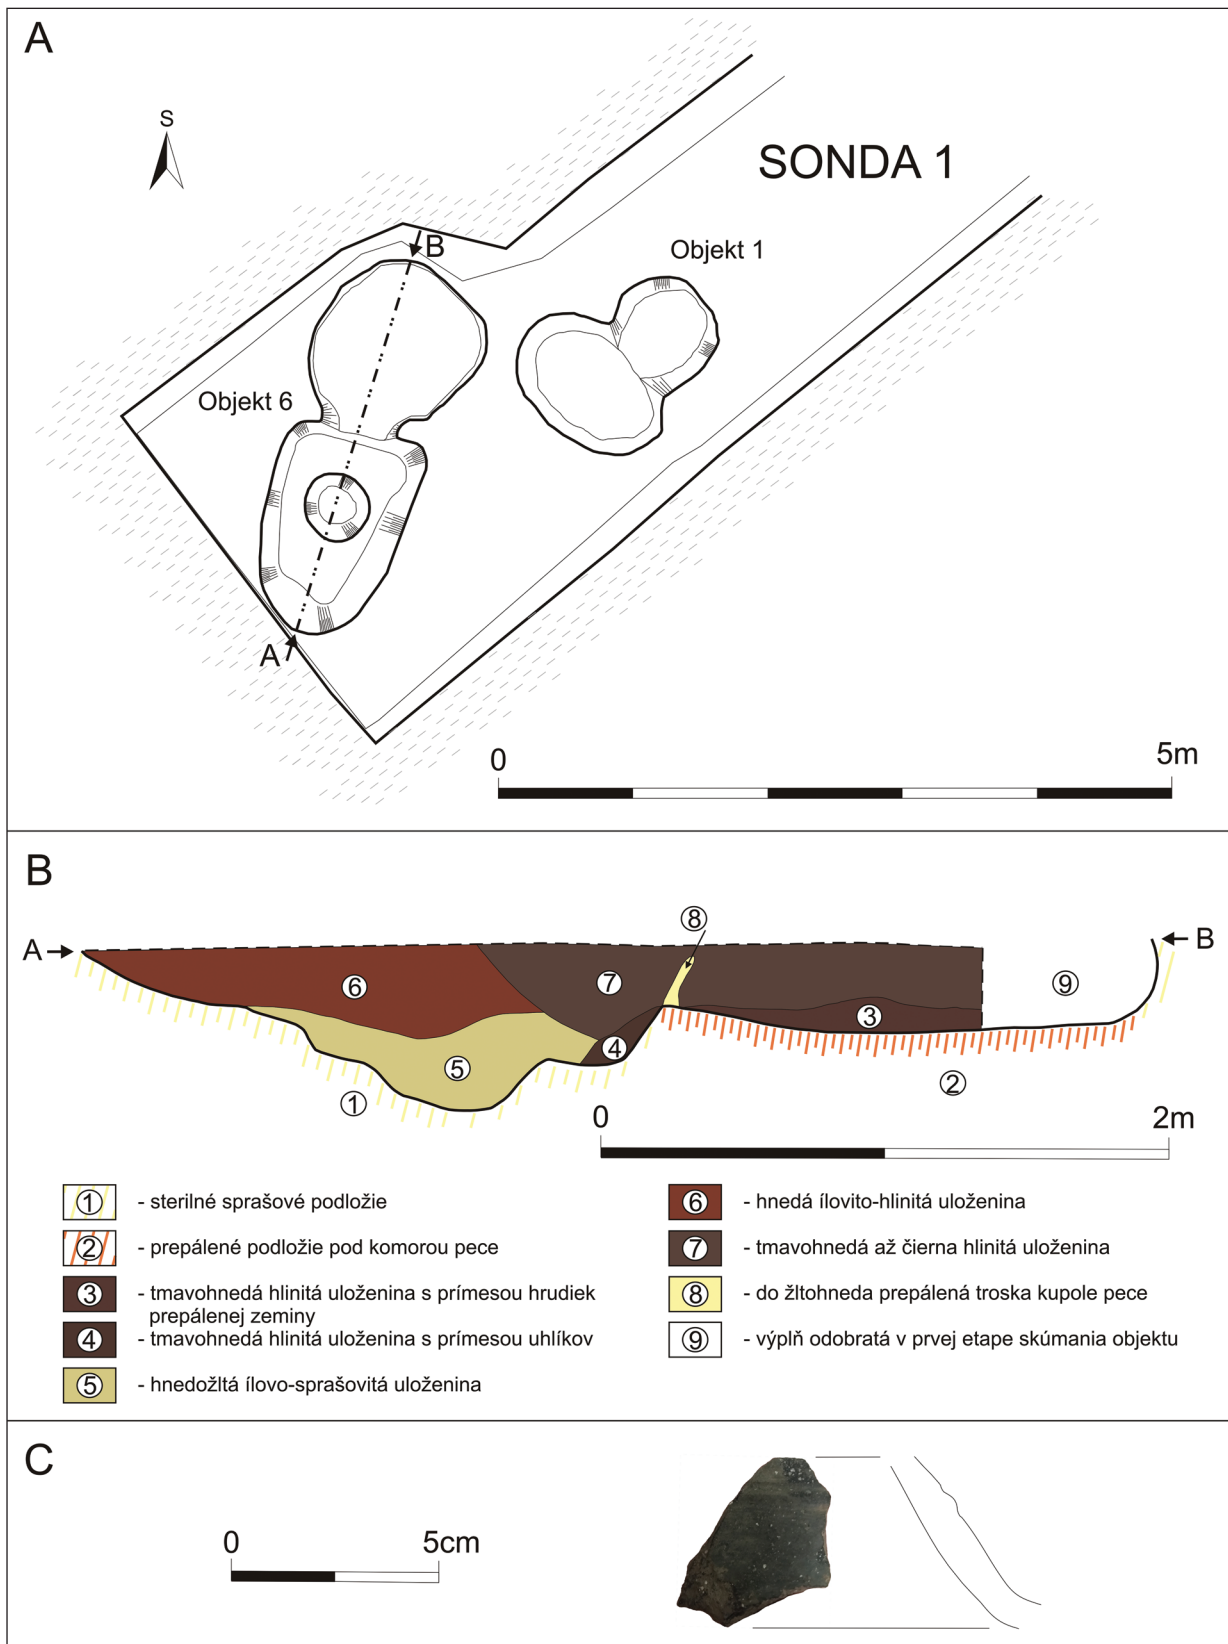 A
S
SONDA 1
B
Objekt 1
Objekt 6
A
0 5m
B
8
A B
6 7 9
3
4
5
1 2
0 2m
1 - sterilné sprašové podložie
2 - prepálené podložie pod komorou pece
3 - tmavohnedá hlinitá uloženina s prímesou hrudiek
prepálenej zeminy
4 - tmavohnedá hlinitá uloženina s prímesou uhlíkov
5 - hnedožltá ílovo-sprašovitá uloženina
6 - hnedá ílovito-hlinitá uloženina
7 - tmavohnedá až čierna hlinitá uloženina
8 - do žltohneda prepálená troska kupole pece
9 - výplň odobratá v prvej etape skúmania objektu
C
0 5cm